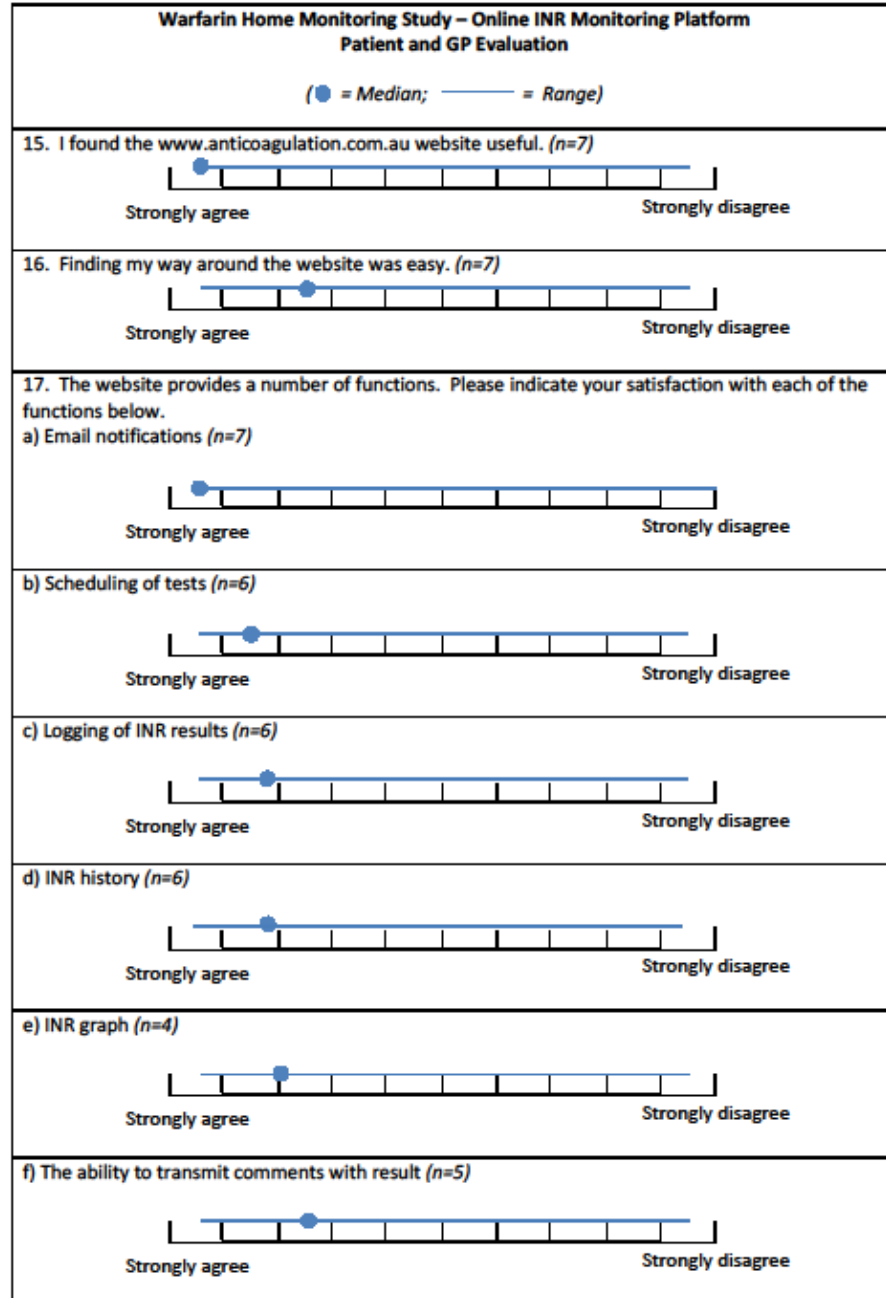 Warfarin Home Monitoring Study – Online INR Monitoring Platform
Patient and GP Evaluation
( = Median; = Range)
15. I found the www.anticoagulation.com.au website useful. (n=7)
Strongly agree
Strongly disagree
16. Finding my way around the website was easy. (n=7)
Strongly agree
Strongly disagree
17. The website provides a number of functions. Please indicate your satisfaction with each of the
functions below.
a) Email notifications (n=7)
Strongly agree
Strongly disagree
b) Scheduling of tests (n=6)
Strongly agree
Strongly disagree
c) Logging of INR results (n=6)
Strongly agree
Strongly disagree
d) INR history (n=6)
Strongly agree
Strongly disagree
e) INR graph (n=4)
Strongly agree
Strongly disagree
f) The ability to transmit comments with result (n=5)
Strongly agree
Strongly disagree